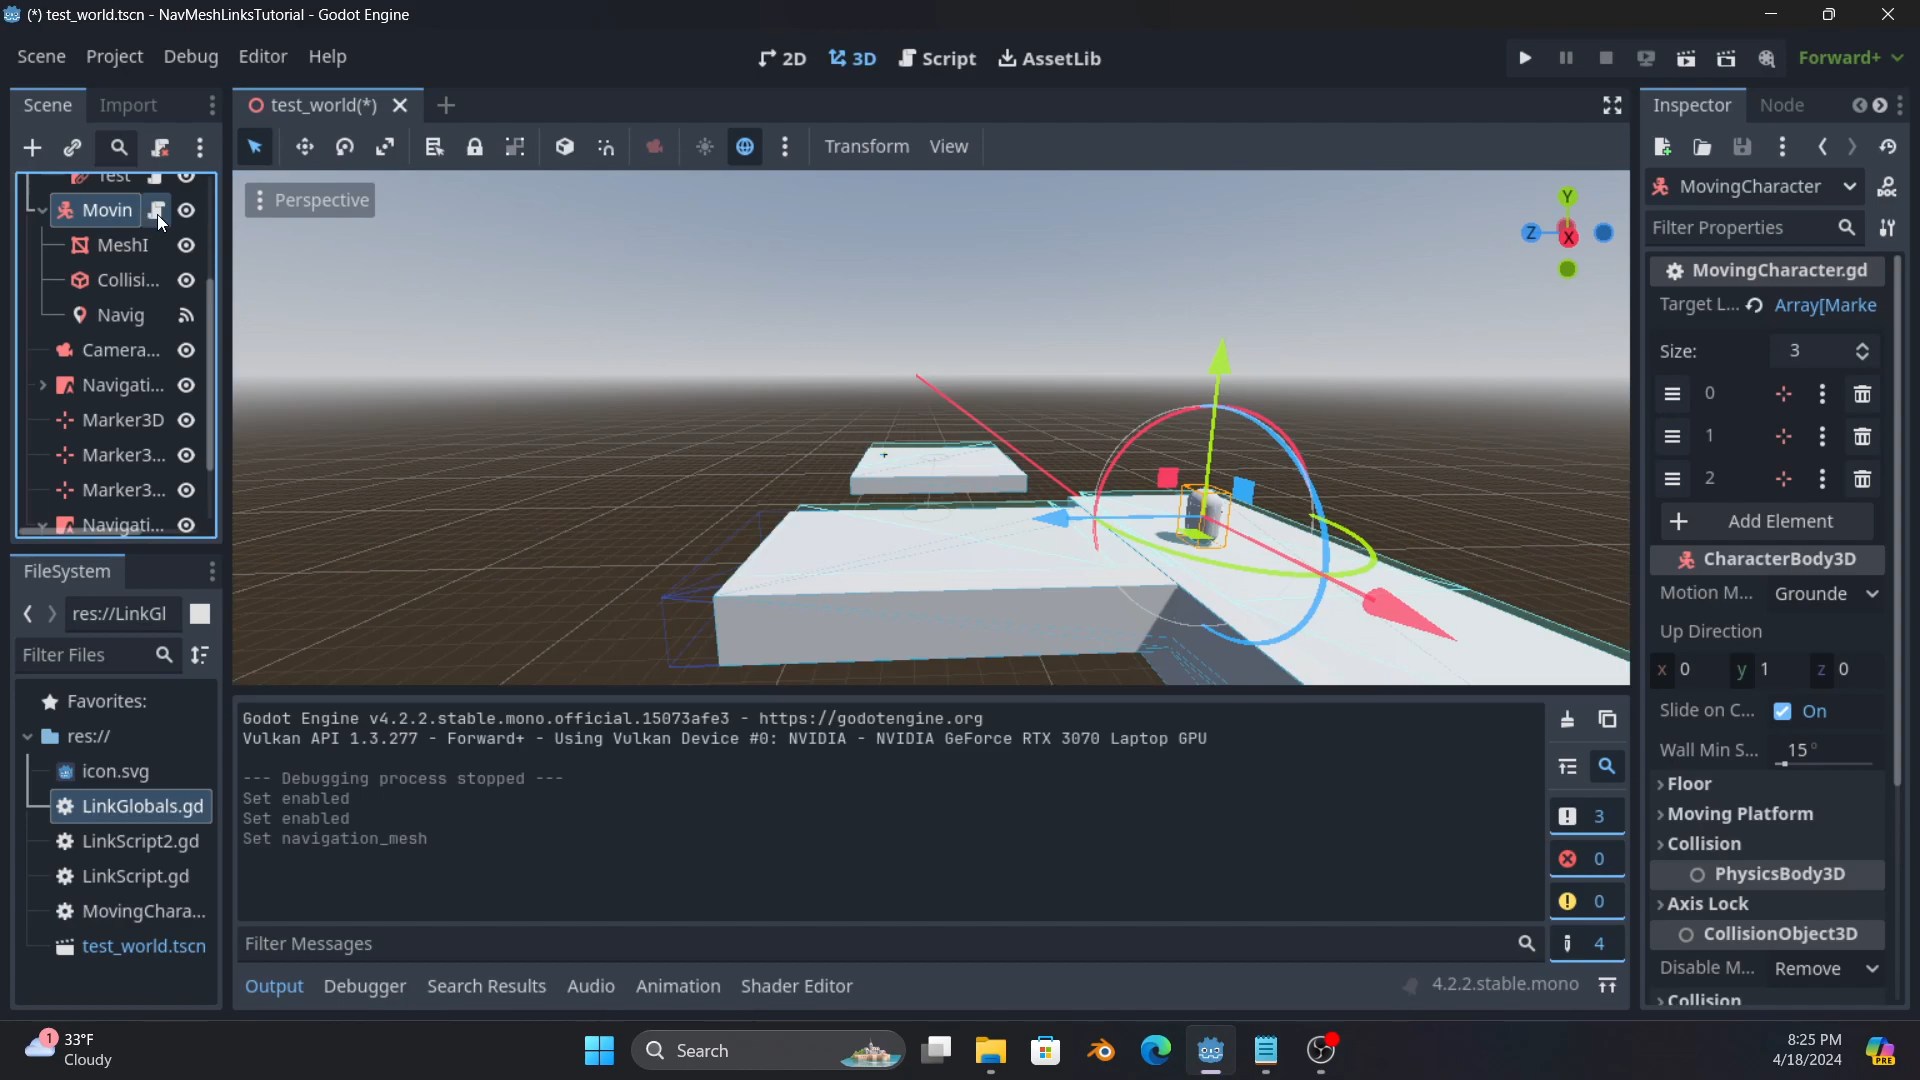 (*) test_world.tscn - NavMeshLinksTutorial - Godot Engine
Scene Project Debug Editor Help
2D 3D Script AssetLib
Forward+
Scene Import
test_world(*)
Inspector Node
Transform View
Test
Movin
MeshI
Collisi...
Navig
Camera...
Navigati...
Marker3D
Marker3...
Marker3...
Navigati...
Perspective
Y
Z
X
MovingCharacter
Filter Properties
MovingCharacter.gd
Target L... Array[Marke
Size: 3
0
1
2
Add Element
CharacterBody3D
Motion M... Grounde
Up Direction
x 0 y 1 z 0
Slide on C... On
Wall Min S... 15°
Floor
Moving Platform
Collision
PhysicsBody3D
Axis Lock
CollisionObject3D
Disable M... Remove
Collision
FileSystem
res://LinkGl
Filter Files
Favorites:
res://
icon.svg
LinkGlobals.gd
LinkScript2.gd
LinkScript.gd
MovingChara...
test_world.tscn
Godot Engine v4.2.2.stable.mono.official.15073afe3 - https://godotengine.org
Vulkan API 1.3.277 - Forward+ - Using Vulkan Device #0: NVIDIA - NVIDIA GeForce RTX 3070 Laptop GPU
--- Debugging process stopped ---
Set enabled
Set enabled
Set navigation_mesh
3
0
0
4
Filter Messages
Output Debugger Search Results Audio Animation Shader Editor
4.2.2.stable.mono
1
33°F
Cloudy
Search
8:25 PM
4/18/2024
PRE